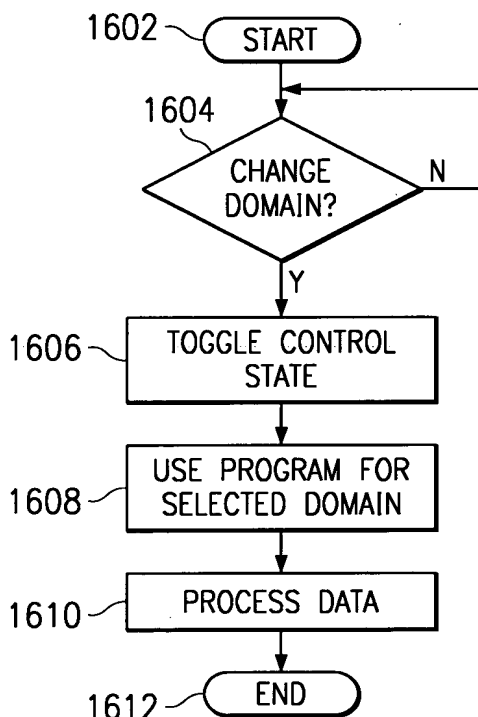 1602
START
1604
CHANGE
DOMAIN?
N
Y
1606
TOGGLE CONTROL
STATE
1608
USE PROGRAM FOR
SELECTED DOMAIN
1610
PROCESS DATA
1612
END